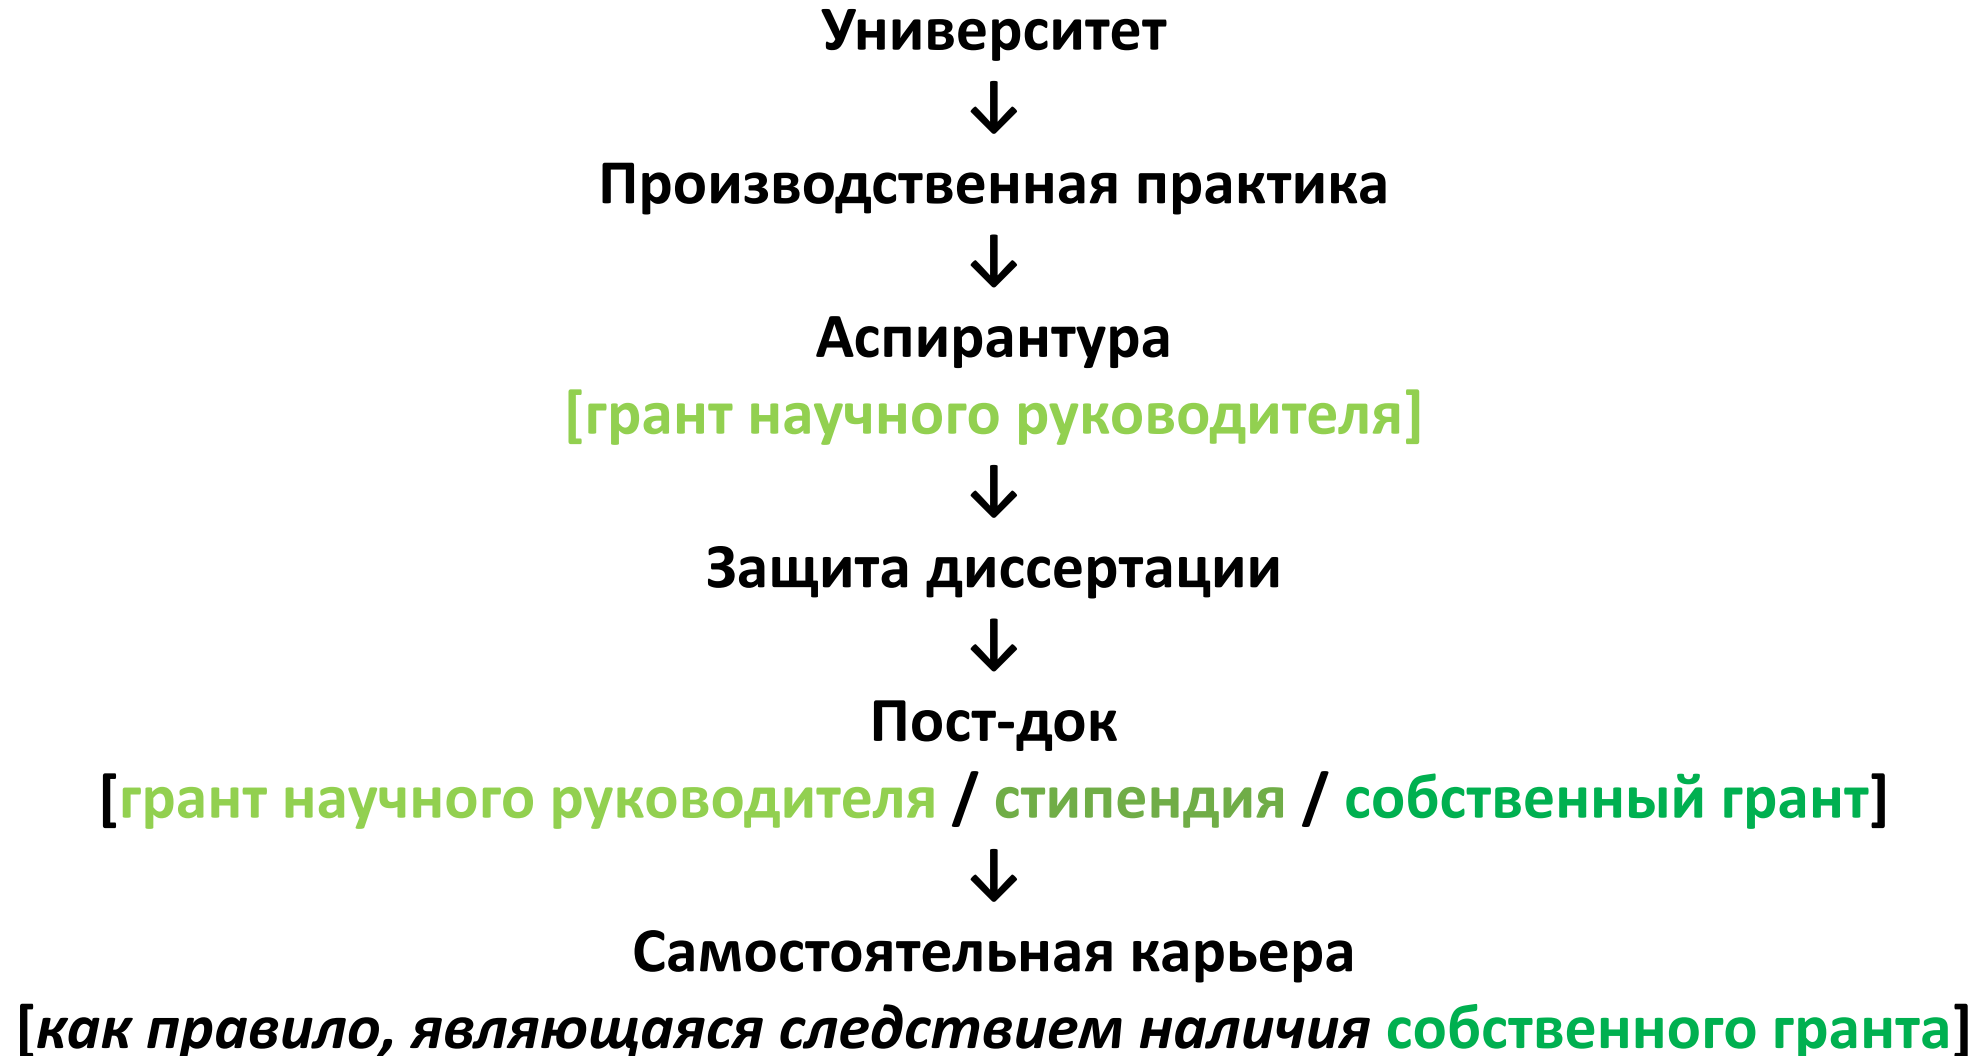 Университет
↓
Производственная практика
↓
Аспирантура
[грант научного руководителя]
↓
Защита диссертации
↓
Пост-док
[грант научного руководителя / стипендия / собственный грант]
↓
Самостоятельная карьера
[как правило, являющаяся следствием наличия собственного гранта]